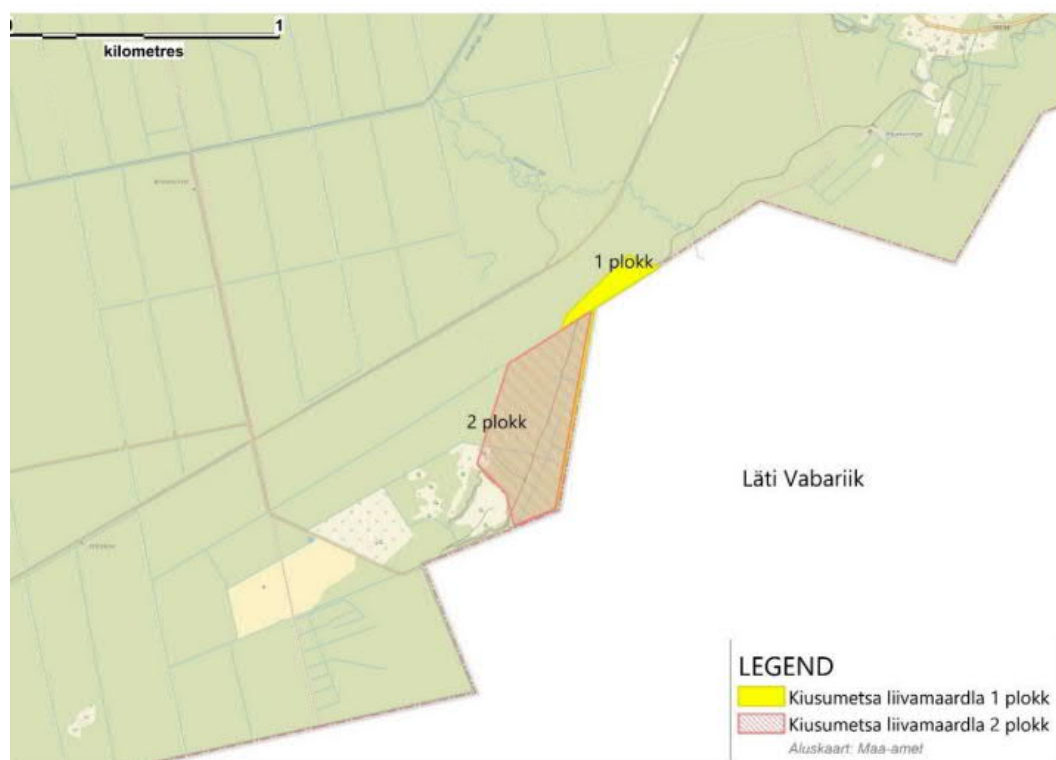 0 1
kilometres
1 plokk
2 plokk
Läti Vabariik
LEGEND
Kiusumetsa liivamaardla 1 plokk
Kiusumetsa liivamaardla 2 plokk
Aluskaart: Maa-amet